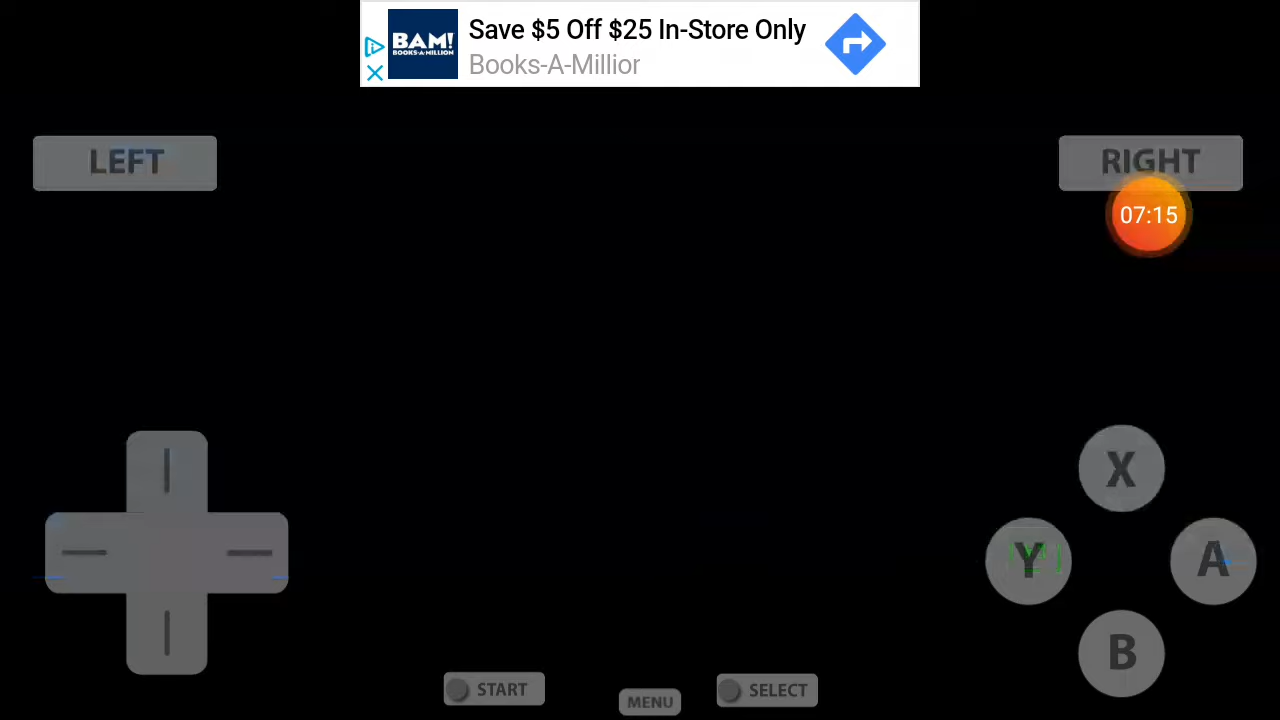 BAM!
BOOKS-A-MILLION
Save $5 Off $25 In-Store Only
Books-A-Millior
LEFT
RIGHT
07:15
X
Y
A
B
START
MENU
SELECT